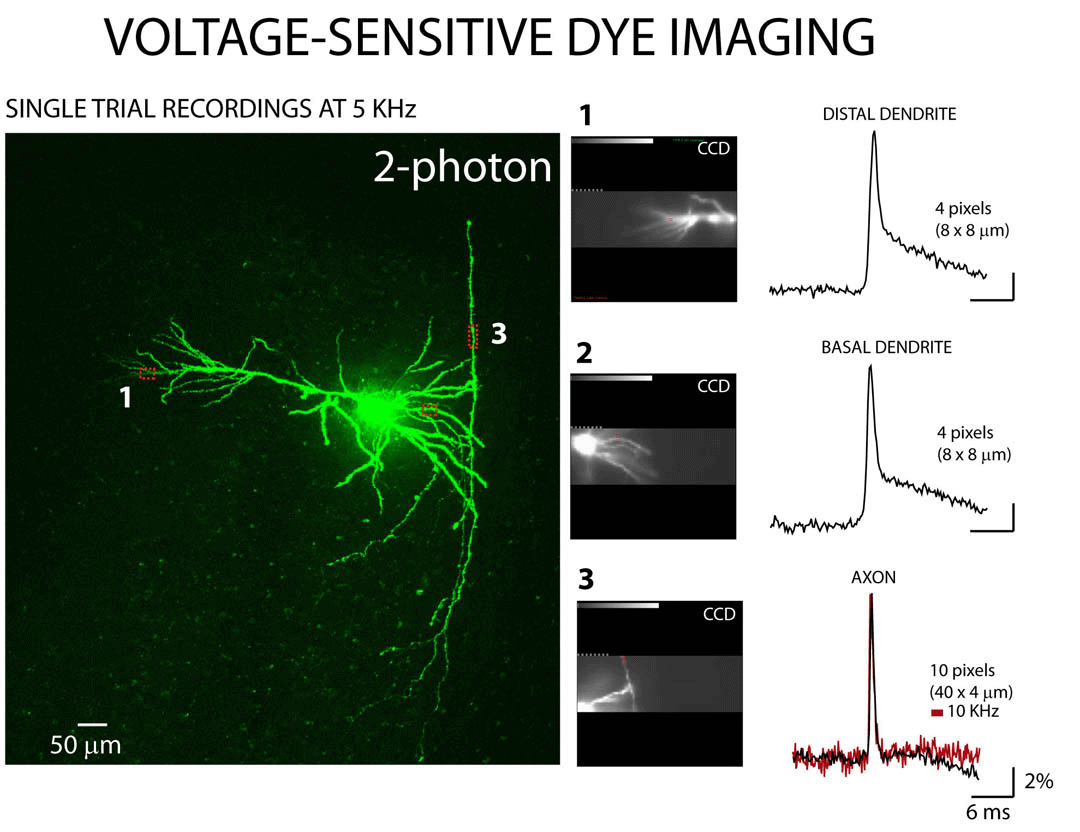 VOLTAGE-SENSITIVE DYE IMAGING
SINGLE TRIAL RECORDINGS AT 5 KHz
2-photon
3
1
50 μm
1
CCD
DISTAL DENDRITE
4 pixels
(8 x 8 μm)
2
CCD
BASAL DENDRITE
4 pixels
(8 x 8 μm)
3
CCD
AXON
10 pixels
(40 x 4 μm)
10 KHz
2%
6 ms